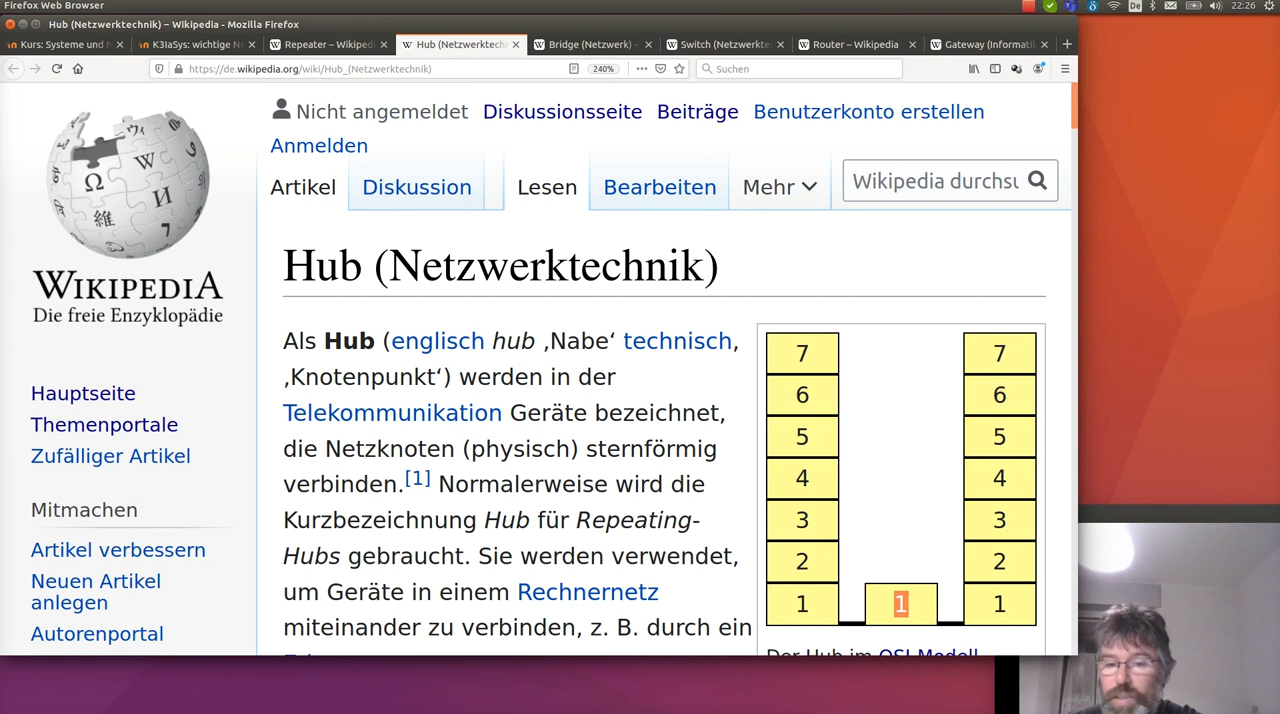 Firefox Web Browser
De
22:26
Hub (Netzwerktechnik) – Wikipedia - Mozilla Firefox
Kurs: Systeme und N
K3IaSys: wichtige N
Repeater – Wikiped
Hub (Netzwerktech
Bridge (Netzwerk) –
Switch (Netzwerkte
Router – Wikipedia
Gateway (Informati
https://de.wikipedia.org/wiki/Hub_(Netzwerktechnik)
240%
Suchen
Nicht angemeldet Diskussionsseite Beiträge Benutzerkonto erstellen
Anmelden
Artikel Diskussion Lesen Bearbeiten Mehr
Wikipedia durchsu
WIKIPEDIA
Die freie Enzyklopädie
Hauptseite
Themenportale
Zufälliger Artikel
Mitmachen
Artikel verbessern
Neuen Artikel
anlegen
Autorenportal
Hub (Netzwerktechnik)
Als Hub (englisch hub ‚Nabe‘ technisch,
‚Knotenpunkt‘) werden in der
Telekommunikation Geräte bezeichnet,
die Netzknoten (physisch) sternförmig
verbinden.[1] Normalerweise wird die
Kurzbezeichnung Hub für Repeating-
Hubs gebraucht. Sie werden verwendet,
um Geräte in einem Rechnernetz
miteinander zu verbinden, z. B. durch ein
7 7
6 6
5 5
4 4
3 3
2 2
1 1 1
Der Hub im OSI-Modell